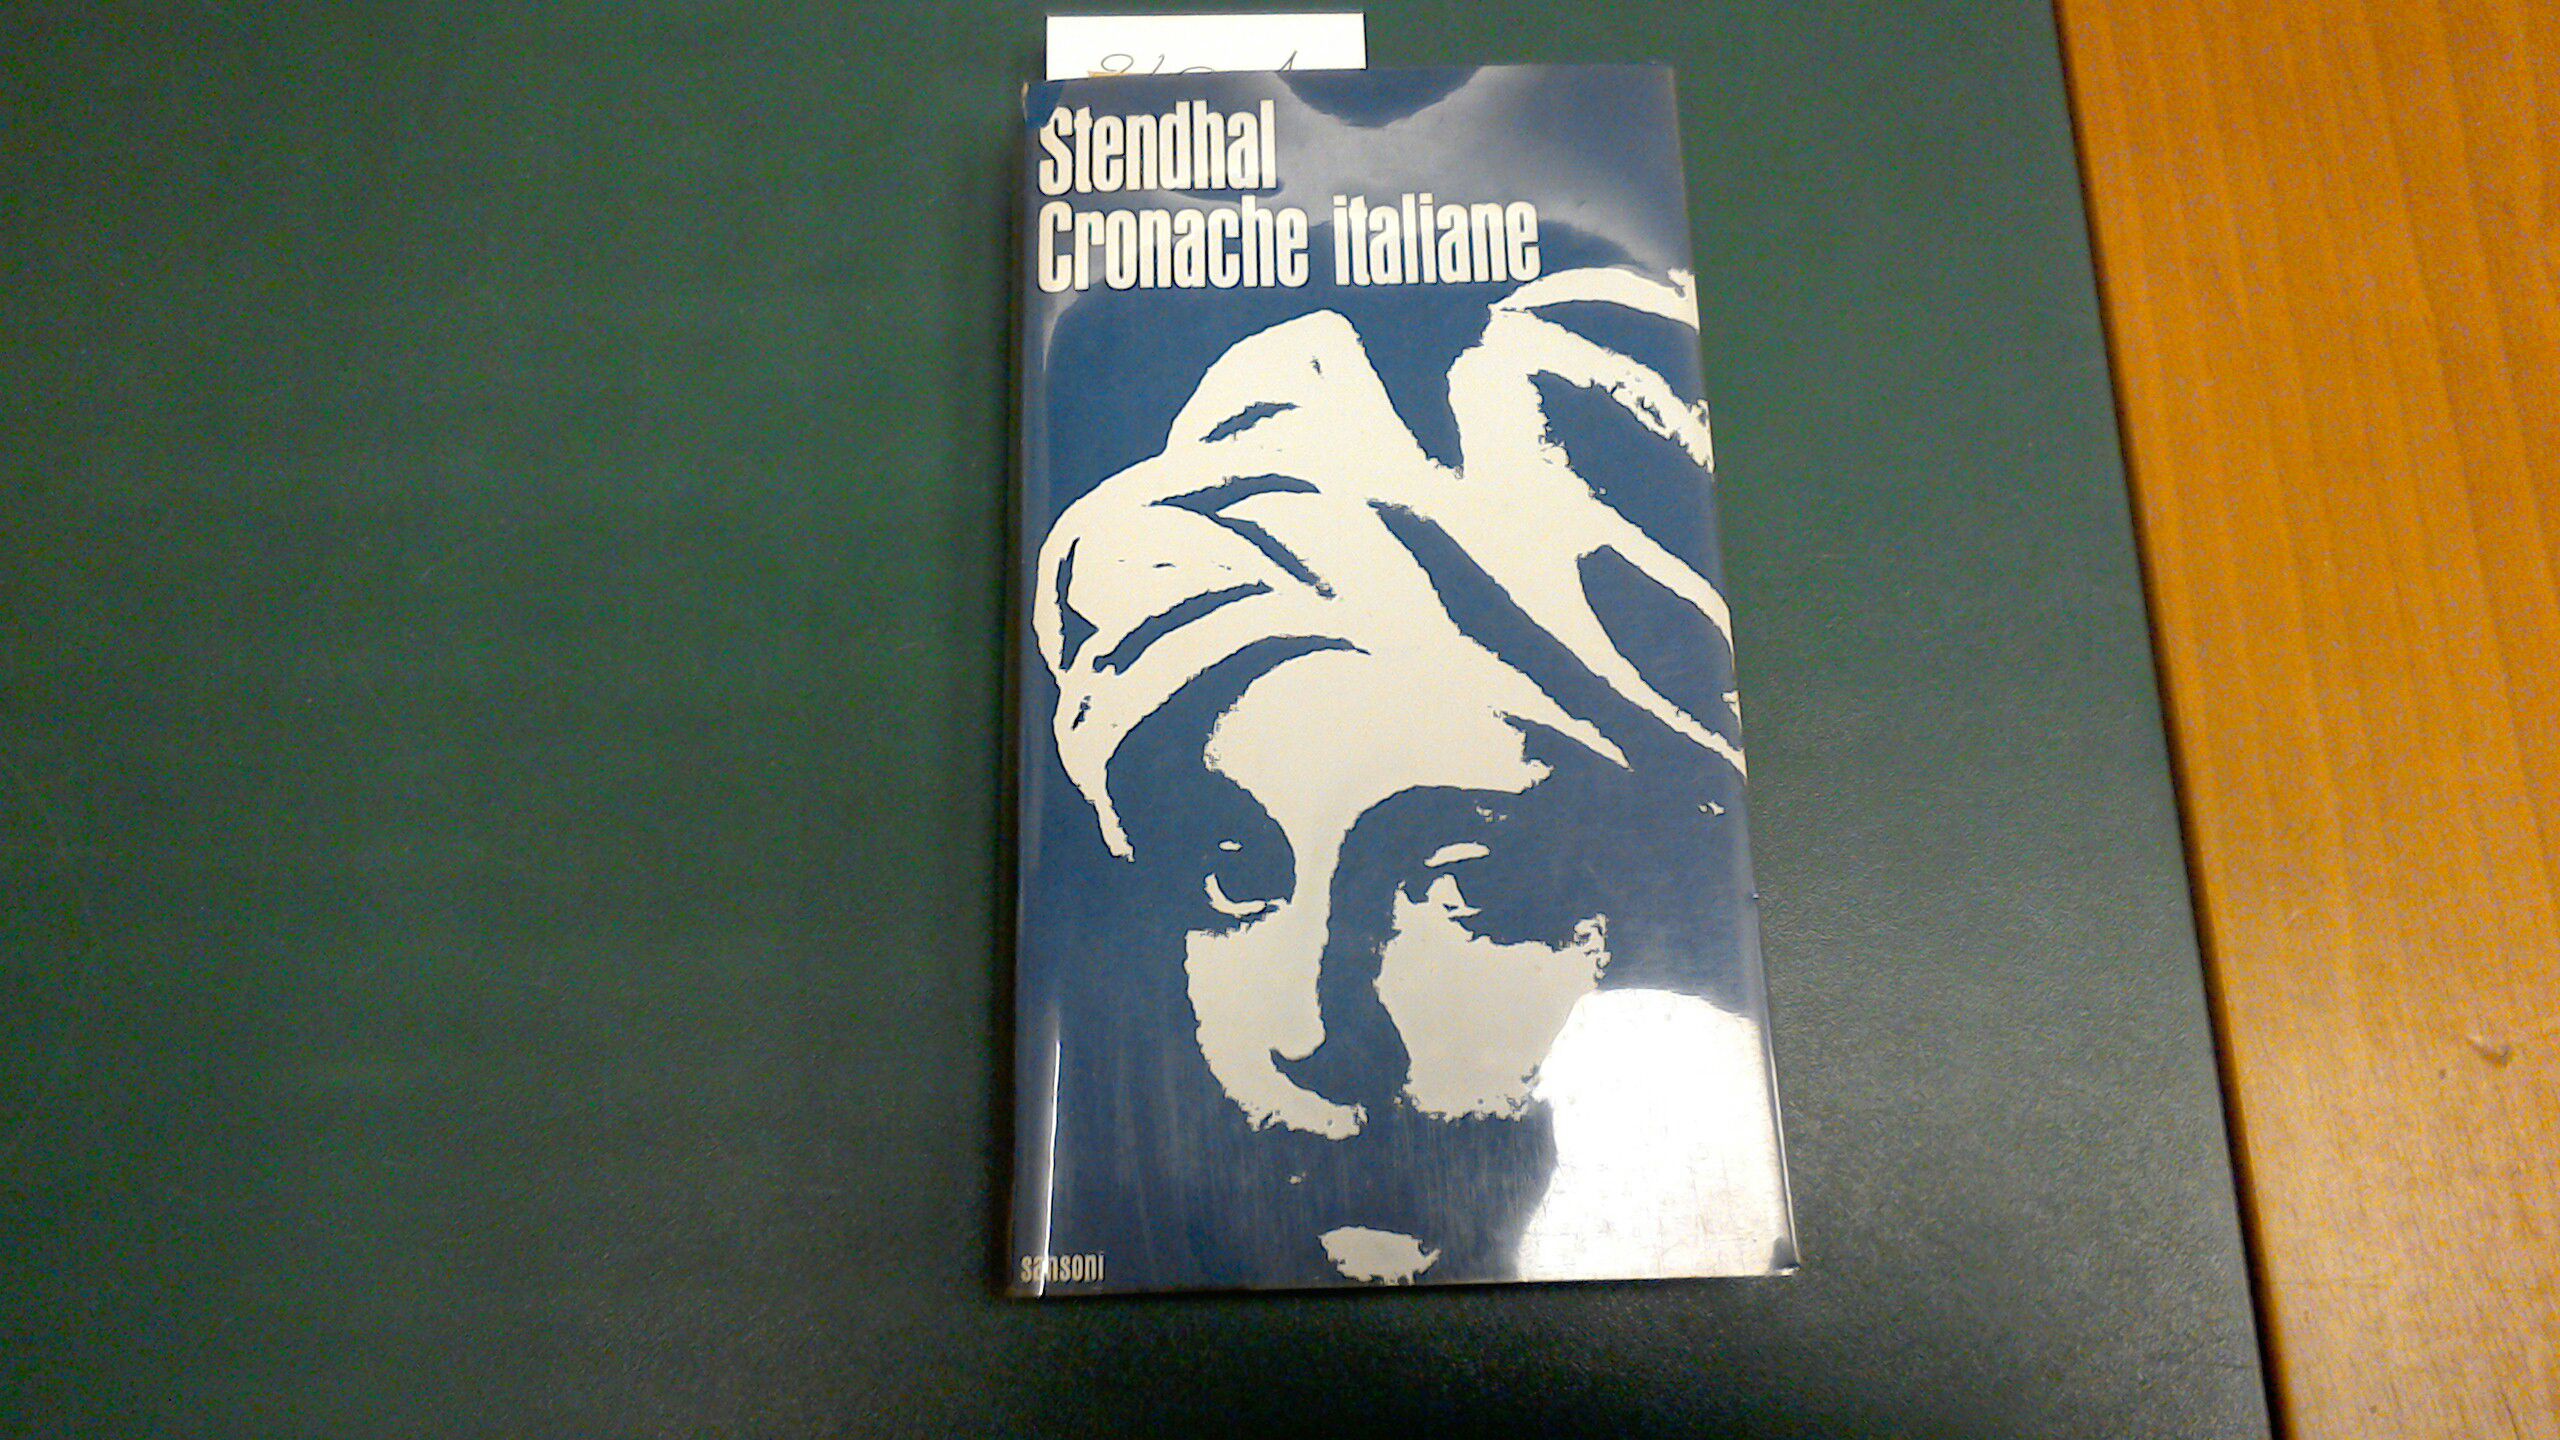 Stendhal
Cronache italiane
sansoni